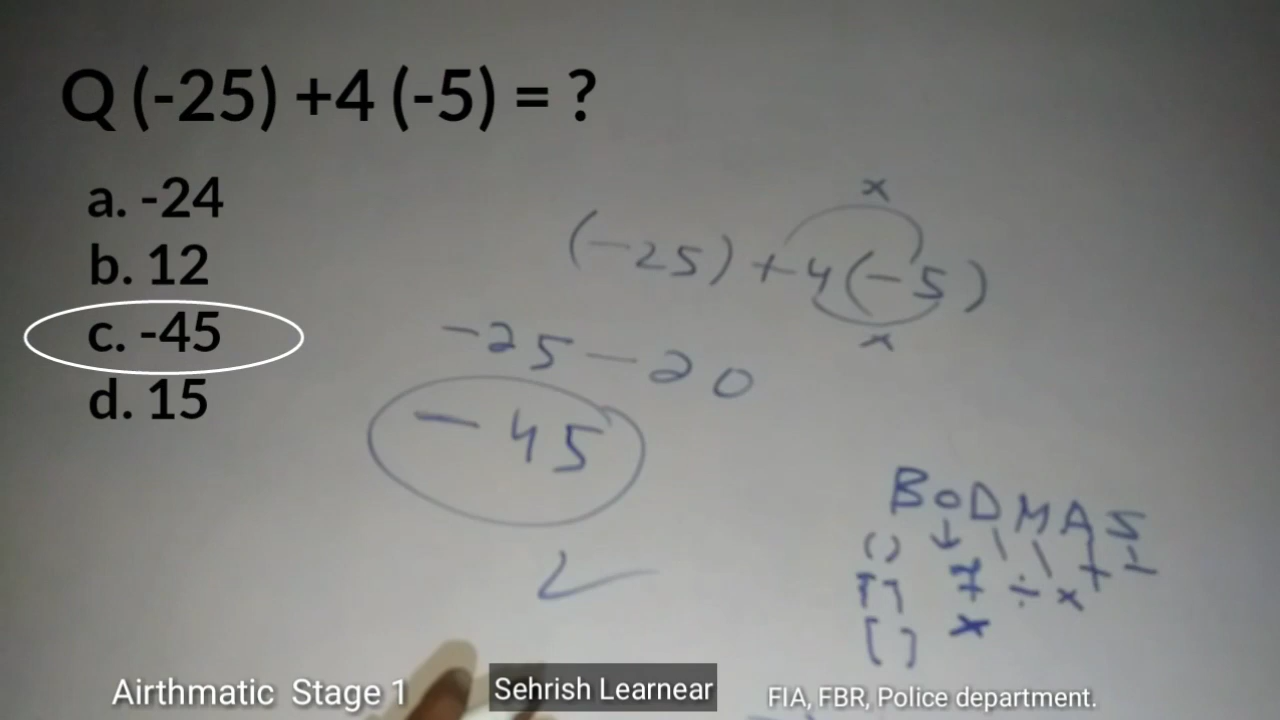 Q (-25) +4 (-5) = ?
a. -24
b. 12
c. -45
d. 15
x
(-25) +4(-5)
x
-25-20
-45
BODMAS
() ÷ × + -
[ ] x
Airthmatic Stage 1
Sehrish Learnear
FIA, FBR, Police department.